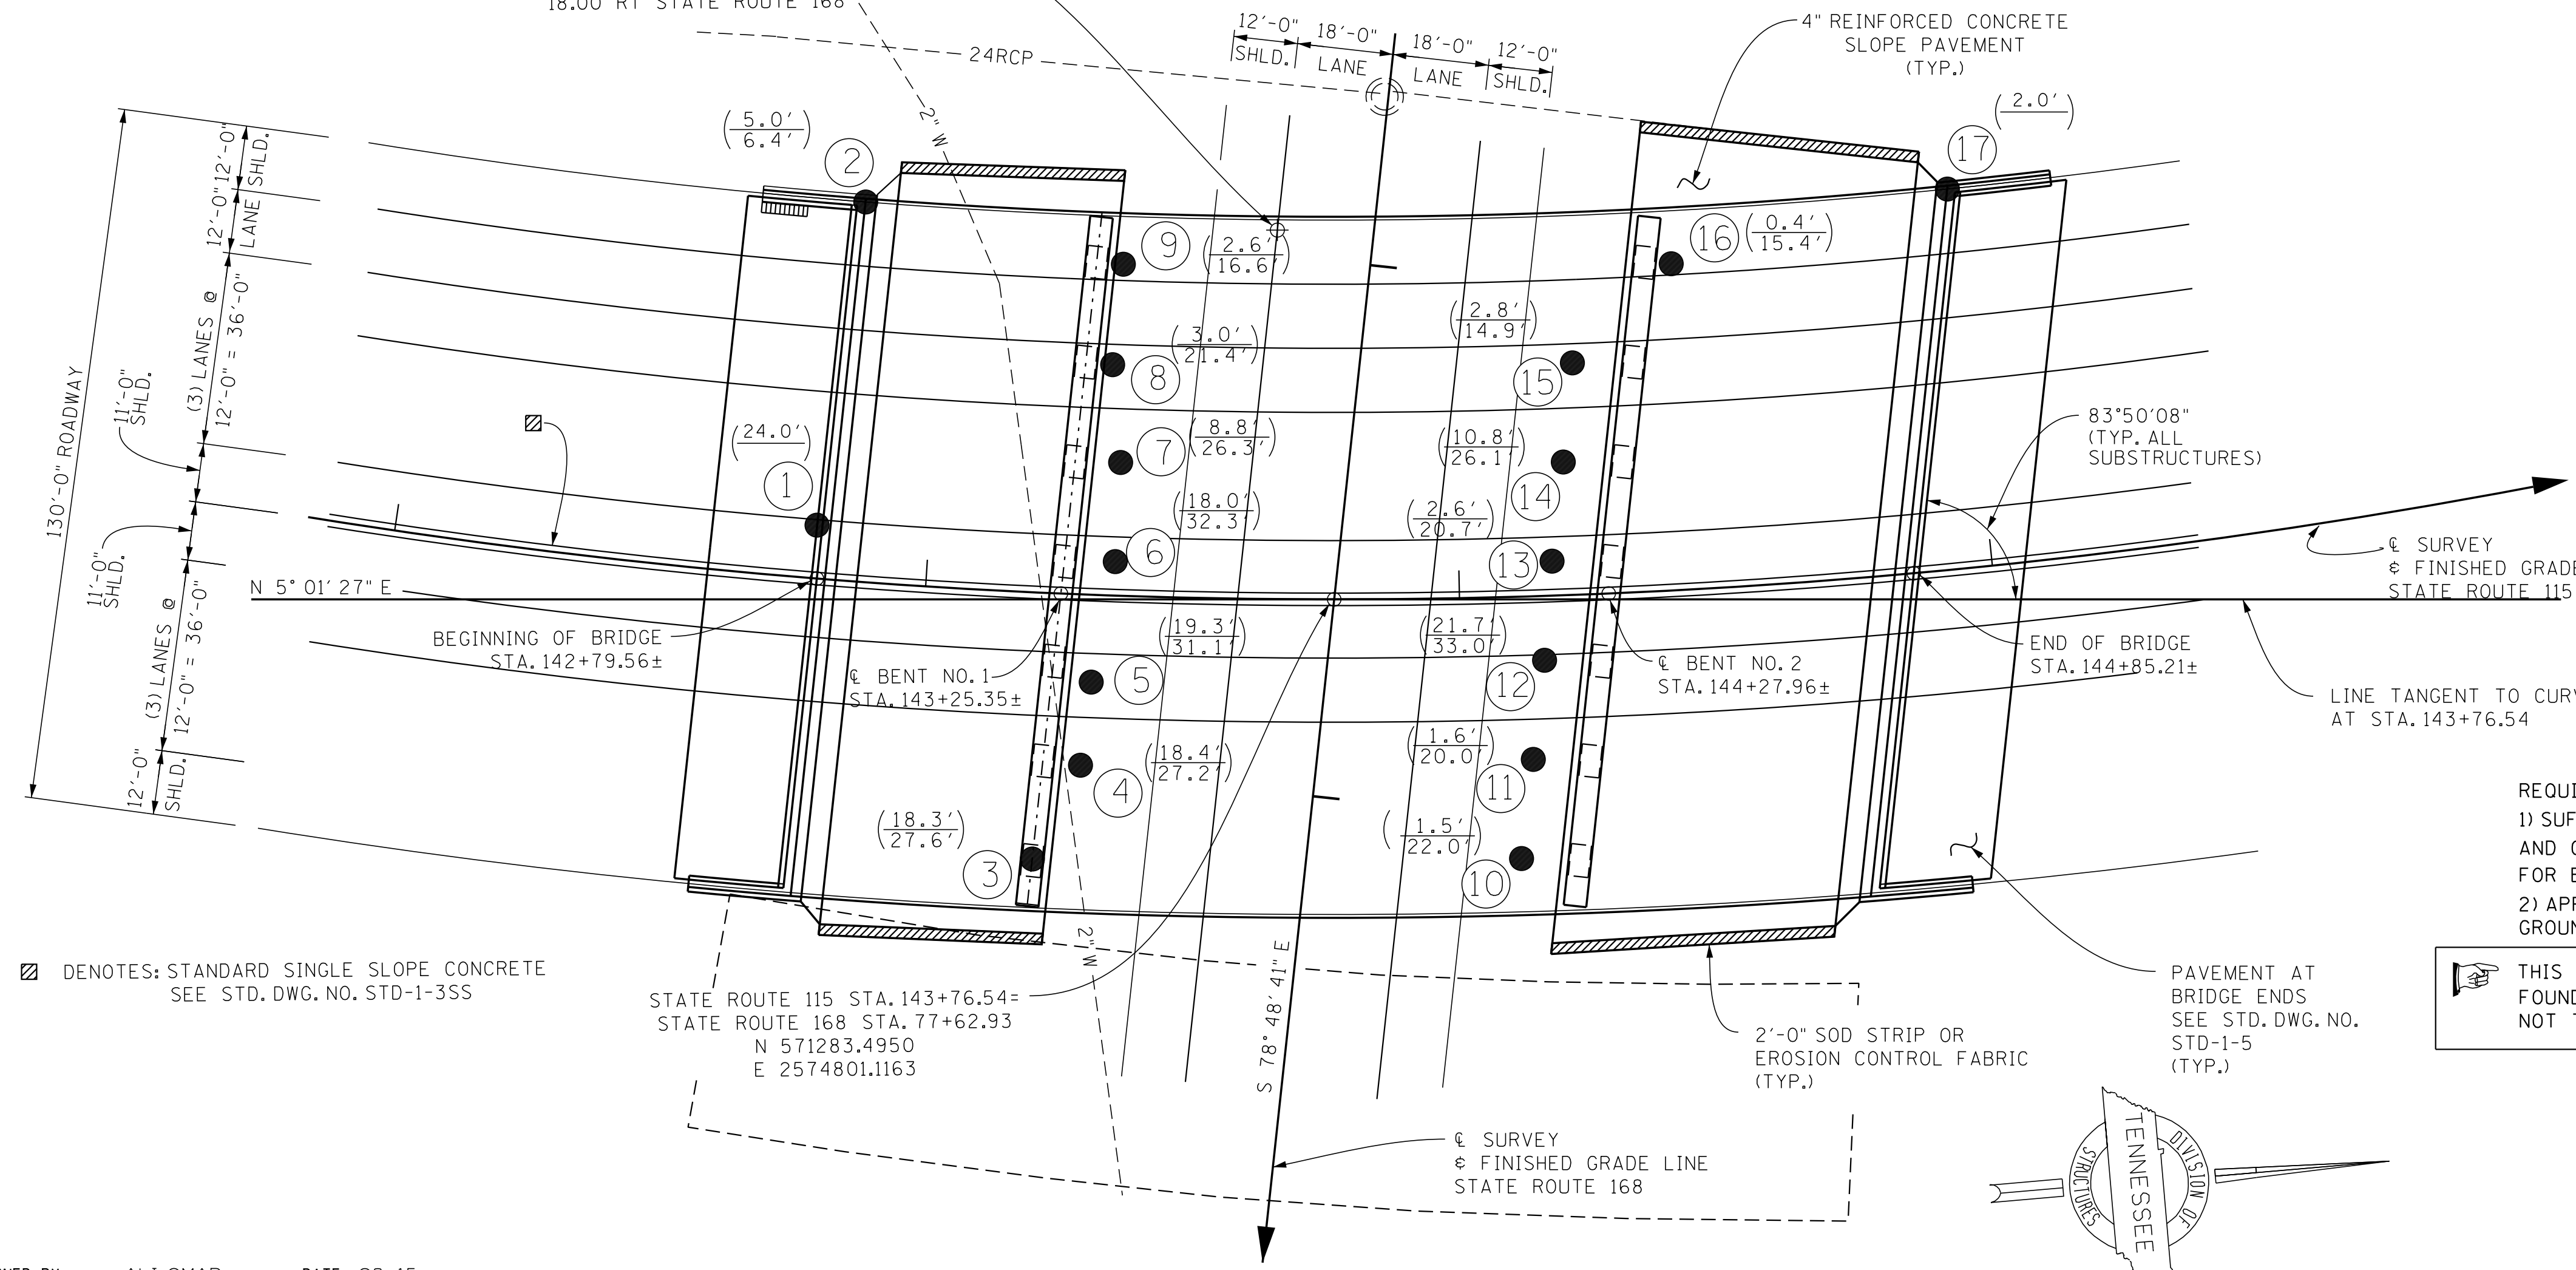 18.00 RT STATE ROUTE 168
24RCP
2" W
12'-0" 18'-0" 18'-0" 12'-0"
SHLD. LANE LANE SHLD.
4" REINFORCED CONCRETE
SLOPE PAVEMENT
(TYP.)
130'-0" ROADWAY
12'-0" 12'-0"
LANE SHLD.
(3) LANES @
12'-0" = 36'-0"
11'-0"
SHLD.
11'-0"
SHLD.
(3) LANES @
12'-0" = 36'-0"
12'-0"
SHLD.
(5.0'
6.4')
2
(2.0')
17
9
(2.6'
16.6')
16
(0.4'
15.4')
(3.0'
21.4')
8
(2.8'
14.9')
15
(24.0')
1
7
(8.8'
26.3')
(10.8'
26.1')
14
83°50'08"
(TYP. ALL
SUBSTRUCTURES)
(18.0'
32.3')
6
(2.6'
20.7')
13
℄ SURVEY
& FINISHED GRADE
STATE ROUTE 115
N 5° 01' 27" E
BEGINNING OF BRIDGE
STA. 142+79.56±
℄ BENT NO. 1
STA. 143+25.35±
(19.3'
31.1')
5
(21.7'
33.0')
12
℄ BENT NO. 2
STA. 144+27.96±
END OF BRIDGE
STA. 144+85.21±
LINE TANGENT TO CURV
AT STA. 143+76.54
(18.4'
27.2')
4
(1.6'
20.0')
11
(18.3'
27.6')
3
(1.5'
22.0')
10
2" W
S 78° 48' 41" E
DENOTES: STANDARD SINGLE SLOPE CONCRETE
SEE STD. DWG. NO. STD-1-3SS
STATE ROUTE 115 STA. 143+76.54=
STATE ROUTE 168 STA. 77+62.93
N 571283.4950
E 2574801.1163
2'-0" SOD STRIP OR
EROSION CONTROL FABRIC
(TYP.)
PAVEMENT AT
BRIDGE ENDS
SEE STD. DWG. NO.
STD-1-5
(TYP.)
℄ SURVEY
& FINISHED GRADE LINE
STATE ROUTE 168
REQUI
1) SUF
AND
FOR
2) APP
GROUN
THIS
FOUND
NOT
DIVISION OF
STRUCTURES
TENNESSEE